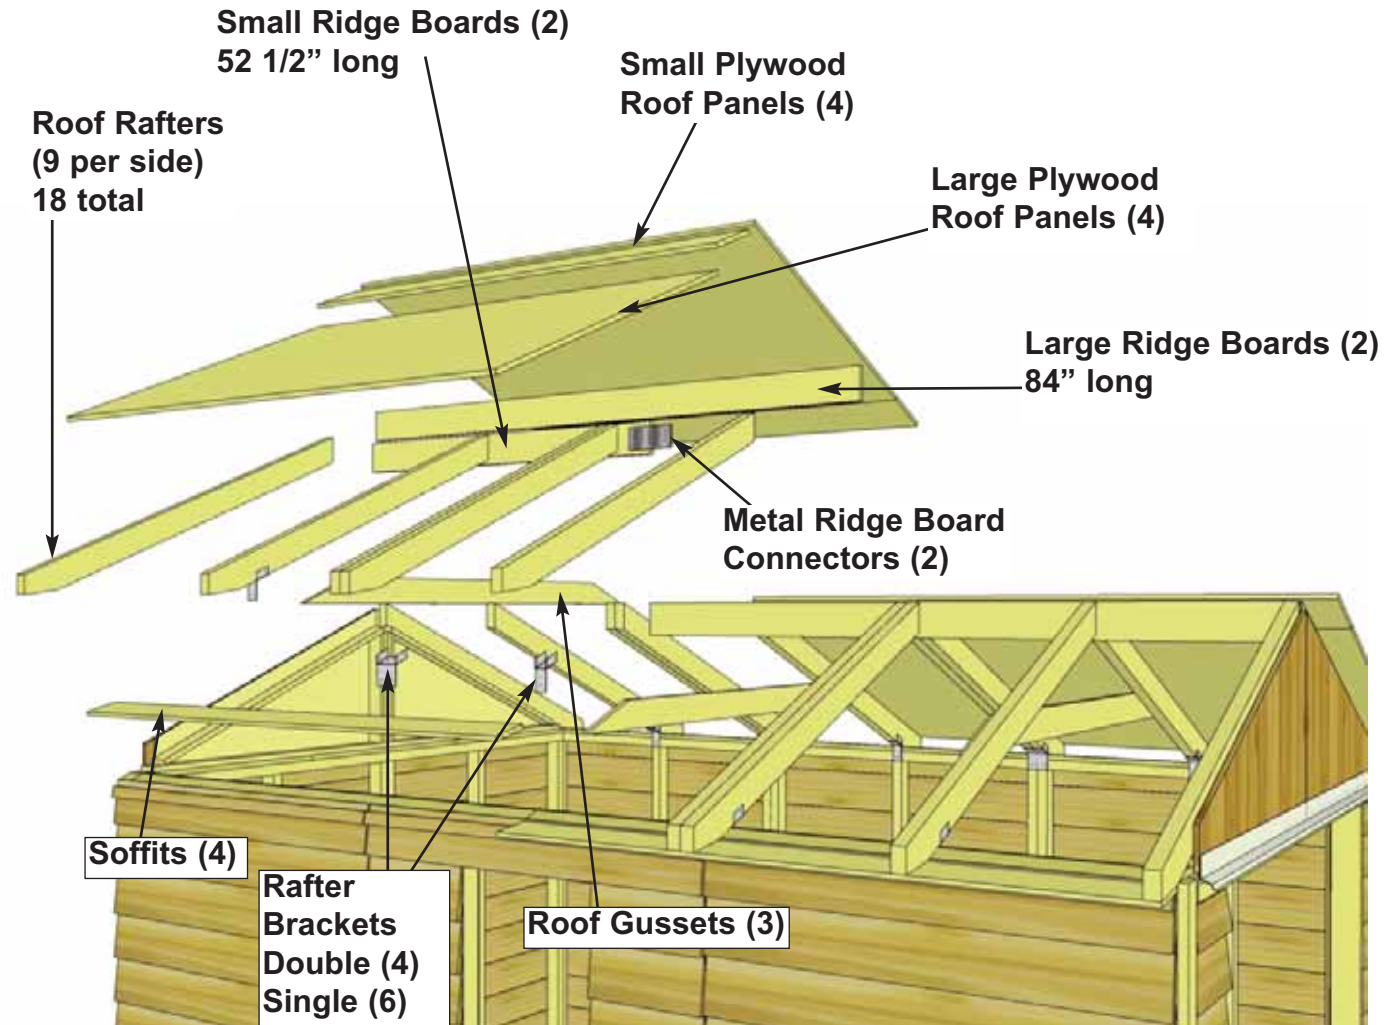 Small Ridge Boards (2)
52 1/2” long
Small Plywood
Roof Panels (4)
Roof Rafters
(9 per side)
18 total
Large Plywood
Roof Panels (4)
Large Ridge Boards (2)
84” long
Metal Ridge Board
Connectors (2)
Soffits (4)
Rafter
Brackets
Double (4)
Single (6)
Roof Gussets (3)